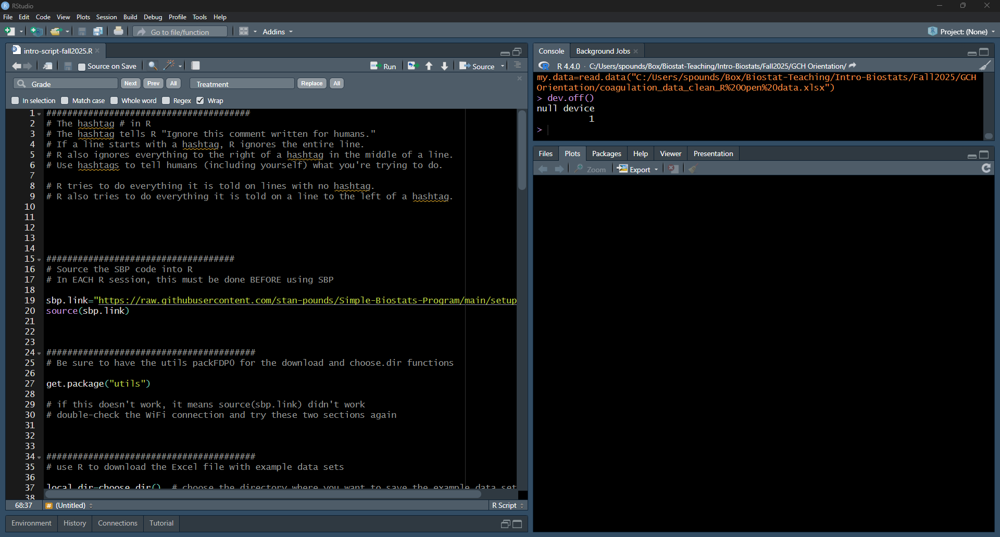 RStudio
File Edit Code View Plots Session Build Debug Profile Tools Help
Go to file/function Addins Project: (None)
intro-script-fall2025.R
Source on Save Run Source
Grade Next Prev All Treatment Replace All
In selection Match case Whole word Regex Wrap
1 #######################################
2 # The hashtag # in R
3 # The hashtag tells R "Ignore this comment written for humans."
4 # If a line starts with a hashtag, R ignores the entire line.
5 # R also ignores everything to the right of a hashtag in the middle of a line.
6 # Use hashtags to tell humans (including yourself) what you're trying to do.
7
8 # R tries to do everything it is told on lines with no hashtag.
9 # R also tries to do everything it is told on a line to the left of a hashtag.
10
11
12
13
14
15 ####################################
16 # Source the SBP code into R
17 # In EACH R session, this must be done BEFORE using SBP
18
19 sbp.link="https://raw.githubusercontent.com/stan-pounds/Simple-Biostats-Program/main/setup
20 source(sbp.link)
21
22
23
24 ########################################
25 # Be sure to have the utils packFDPO for the download and choose.dir functions
26
27 get.package("utils")
28
29 # if this doesn't work, it means source(sbp.link) didn't work
30 # double-check the WiFi connection and try these two sections again
31
32
33
34 ########################################
35 # use R to download the Excel file with example data sets
36
37 local.dir=choose.dir() # choose the directory where you want to save the example data set
38
68:37 # (Untitled) R Script
Environment History Connections Tutorial
Console Background Jobs
R 4.4.0 · C:/Users/spounds/Box/Biostat-Teaching/Intro-Biostats/Fall2025/GCH Orientation/
my.data=read.data("C:/Users/spounds/Box/Biostat-Teaching/Intro-Biostats/Fall2025/GCH
Orientation/coagulation_data_clean_R%20Open%20data.xlsx")
> dev.off()
null device
1
>
Files Plots Packages Help Viewer Presentation
Zoom Export